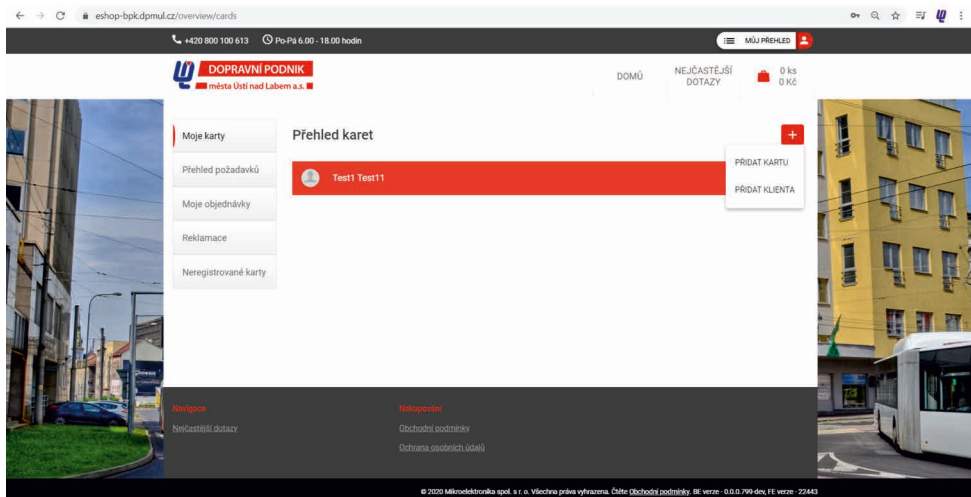 eshop-bpk.dpmul.cz/overview/cards
+420 800 100 613 Po-Pá 6.00 - 18.00 hodin MŮJ PŘEHLED
DOPRAVNÍ PODNIK
města Ústí nad Labem a.s.
DOMŮ
NEJČASTĚJŠÍ
DOTAZY
0 ks
0 Kč
Moje karty
Přehled požadavků
Moje objednávky
Reklamace
Neregistrované karty
Přehled karet
+
PŘIDAT KARTU
PŘIDAT KLIENTA
Test1 Test11
Navigace
Nejčastější dotazy
Nakupování
Obchodní podmínky
Ochrana osobních údajů
© 2020 Mikroelektronika spol. s r. o. Všechna práva vyhrazena. Čtěte Obchodní podmínky. BE verze - 0.0.0.799-dev, FE verze - 22443